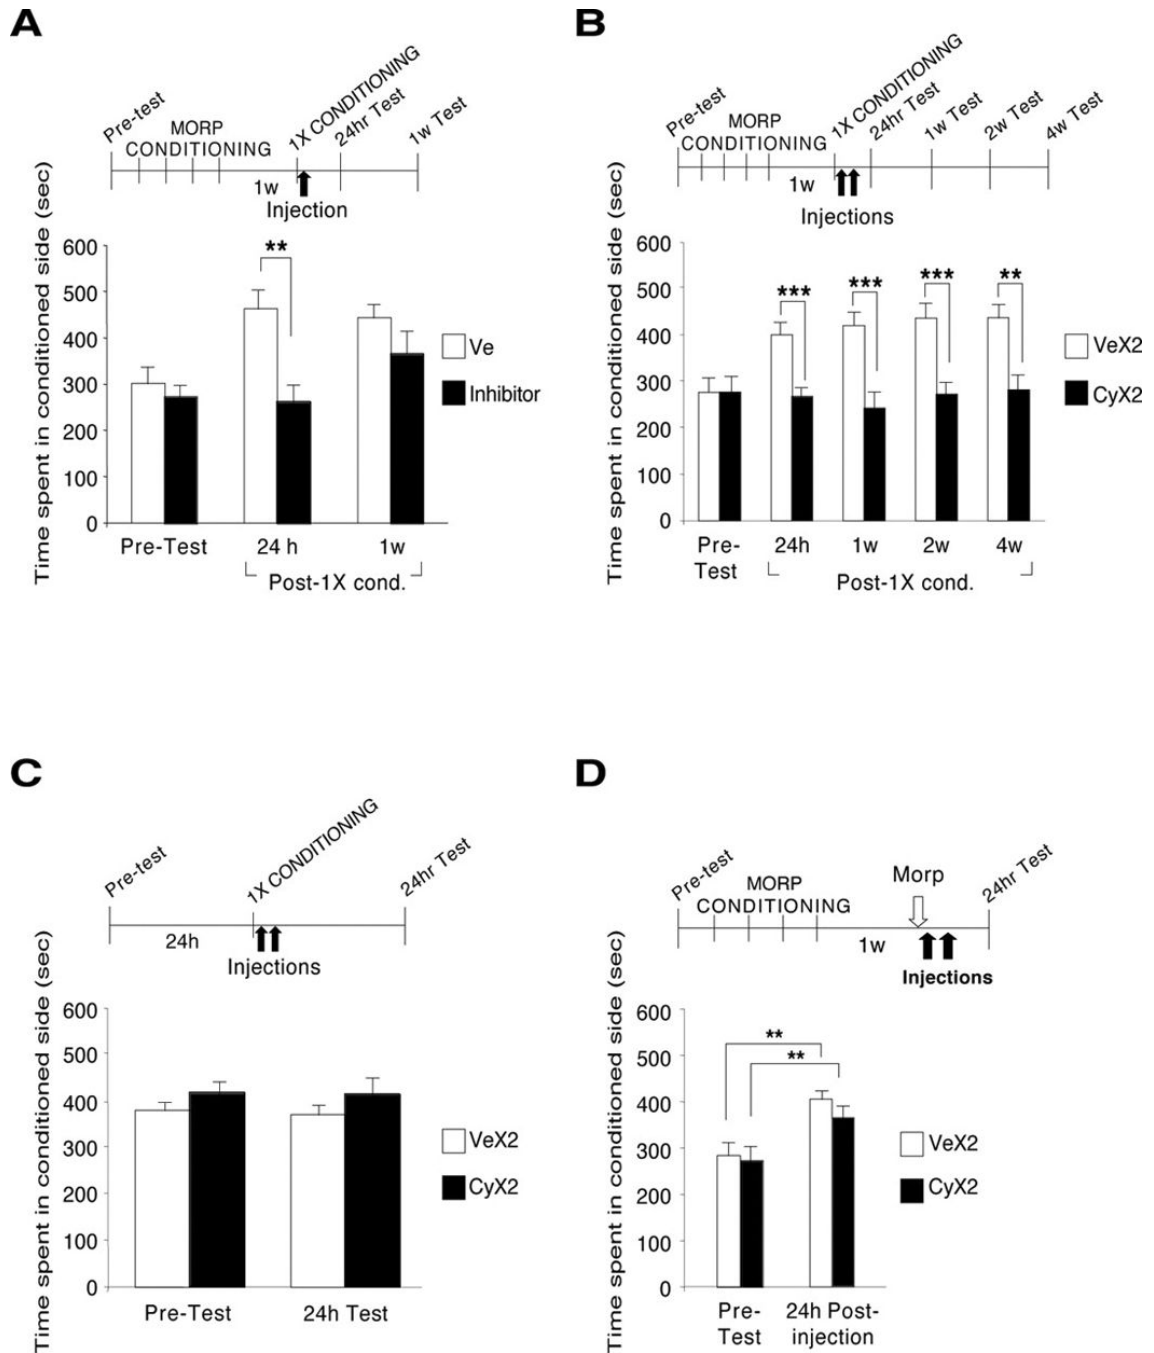 A
Pre-test
MORP
CONDITIONING
1X CONDITIONING
24hr Test
1w Test
1w
Injection
Time spent in conditioned side (sec)
600
500
400
300
200
100
0
**
Ve
Inhibitor
Pre-Test
24 h
1w
Post-1X cond.
B
Pre-test
MORP
CONDITIONING
1X CONDITIONING
24hr Test
1w Test
2w Test
4w Test
1w
Injections
Time spent in conditioned side (sec)
600
500
400
300
200
100
0
***
***
***
**
VeX2
CyX2
Pre-
Test
24h
1w
2w
4w
Post-1X cond.
C
Pre-test
1X CONDITIONING
24hr Test
24h
Injections
Time spent in conditioned side (sec)
600
500
400
300
200
100
0
VeX2
CyX2
Pre-Test
24h Test
D
Pre-test
MORP
CONDITIONING
Morp
24hr Test
1w
Injections
Time spent in conditioned side (sec)
600
500
400
300
200
100
0
**
**
VeX2
CyX2
Pre-
Test
24h Post-
injection